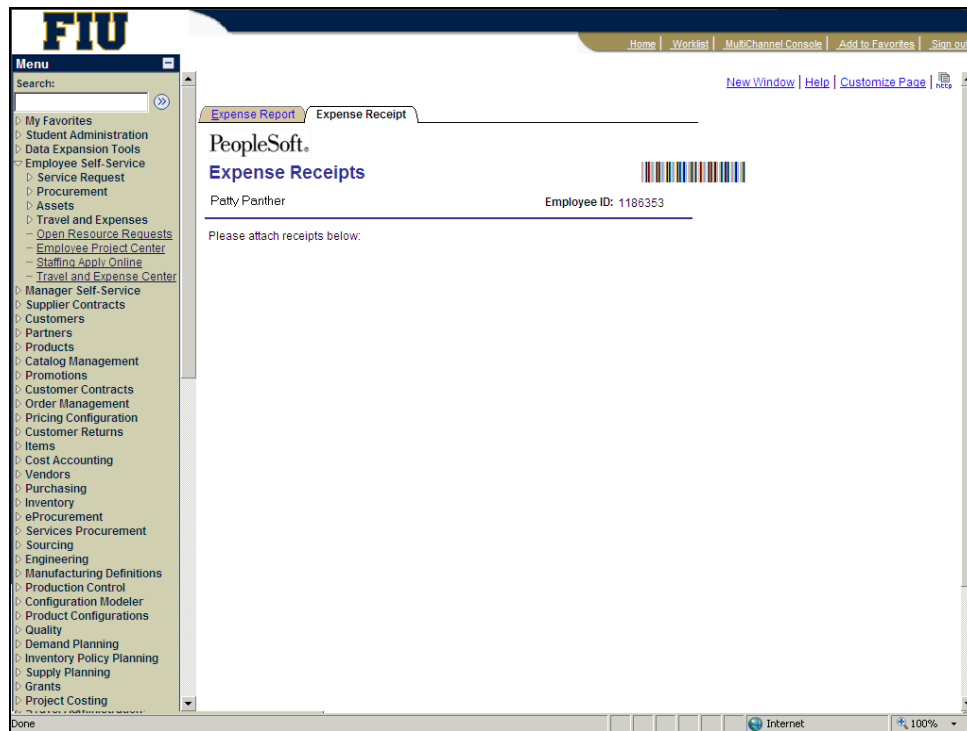 FIU
Home | Worklist | MultiChannel Console | Add to Favorites | Sign out
Menu
Search:
New Window | Help | Customize Page | http
My Favorites
Student Administration
Data Expansion Tools
Employee Self-Service
Service Request
Procurement
Assets
Travel and Expenses
– Open Resource Requests
– Employee Project Center
– Staffing Apply Online
– Travel and Expense Center
Manager Self-Service
Supplier Contracts
Customers
Partners
Products
Catalog Management
Promotions
Customer Contracts
Order Management
Pricing Configuration
Customer Returns
Items
Cost Accounting
Vendors
Purchasing
Inventory
eProcurement
Services Procurement
Sourcing
Engineering
Manufacturing Definitions
Production Control
Configuration Modeler
Product Configurations
Quality
Demand Planning
Inventory Policy Planning
Supply Planning
Grants
Project Costing
Expense Report
Expense Receipt
PeopleSoft.
Expense Receipts
Patty Panther
Employee ID: 1186353
Please attach receipts below:
Done
Internet
100%